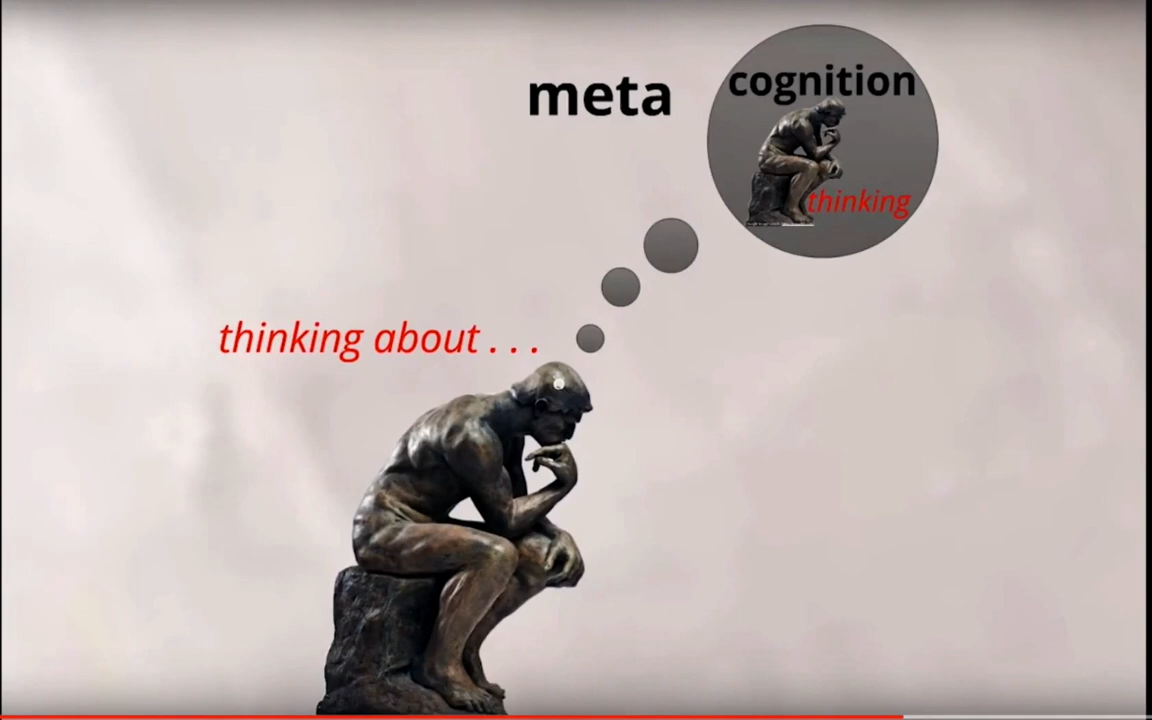 meta
cognition
thinking
thinking about . . .